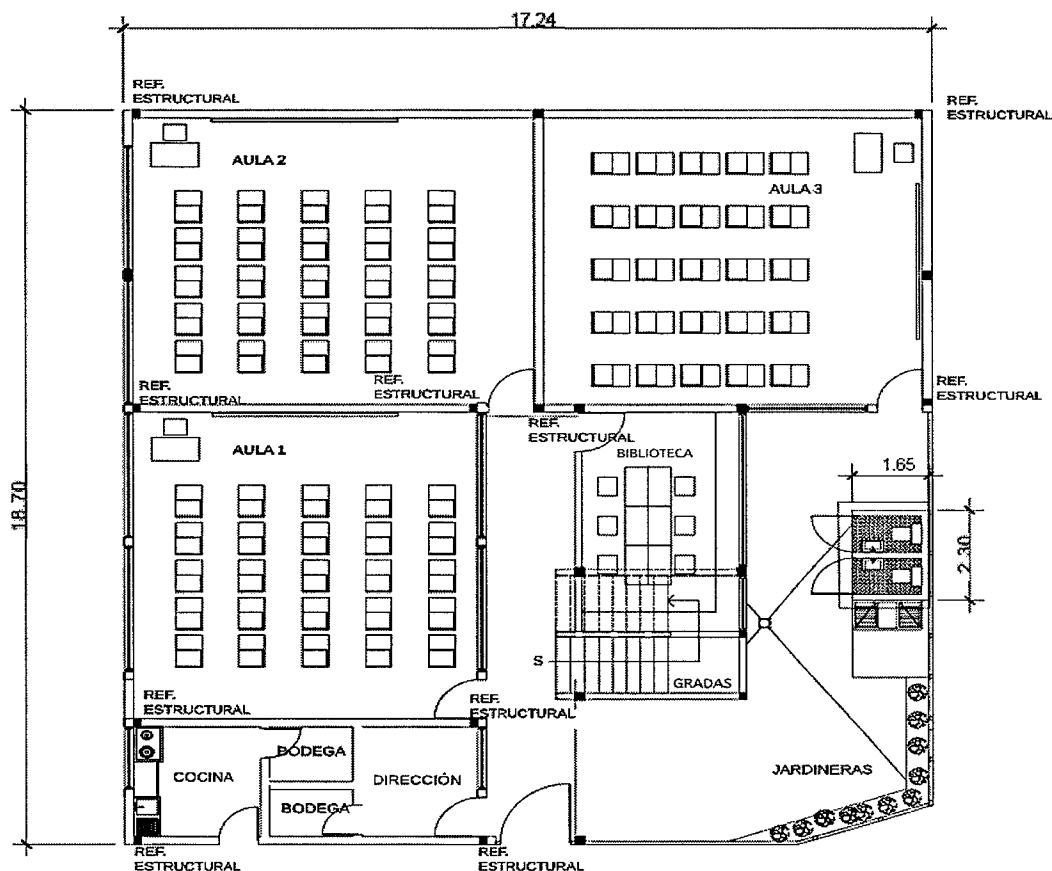 17.24
REF.
ESTRUCTURAL
REF.
ESTRUCTURAL
AULA 2
AULA 3
REF.
ESTRUCTURAL
REF.
ESTRUCTURAL
REF.
ESTRUCTURAL
REF.
ESTRUCTURAL
AULA 1
BIBLIOTECA
1.65
18.70
2.30
S
GRADAS
REF.
ESTRUCTURAL
REF.
ESTRUCTURAL
COCINA
BODEGA
DIRECCIÓN
JARDINERAS
BODEGA
REF.
ESTRUCTURAL
REF.
ESTRUCTURAL